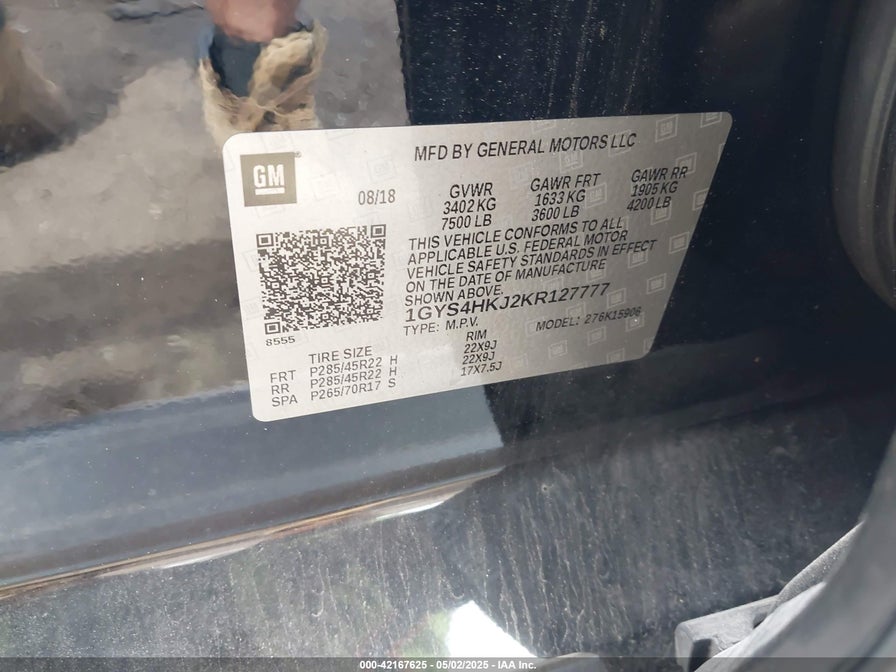 GM
MFD BY GENERAL MOTORS LLC
08/18
GVWR
3402 KG
7500 LB
GAWR FRT
1633 KG
3600 LB
GAWR RR
1905 KG
4200 LB
THIS VEHICLE CONFORMS TO ALL
APPLICABLE U.S. FEDERAL MOTOR
VEHICLE SAFETY STANDARDS IN EFFECT
ON THE DATE OF MANUFACTURE
SHOWN ABOVE.
1GYS4HKJ2KR127777
TYPE: M.P.V. MODEL: 276K15906
8555
TIRE SIZE RIM
FRT P285/45R22 H 22X9J
RR P285/45R22 H 22X9J
SPA P265/70R17 S 17X7.5J
000-42167625 - 05/02/2025 - IAA Inc.